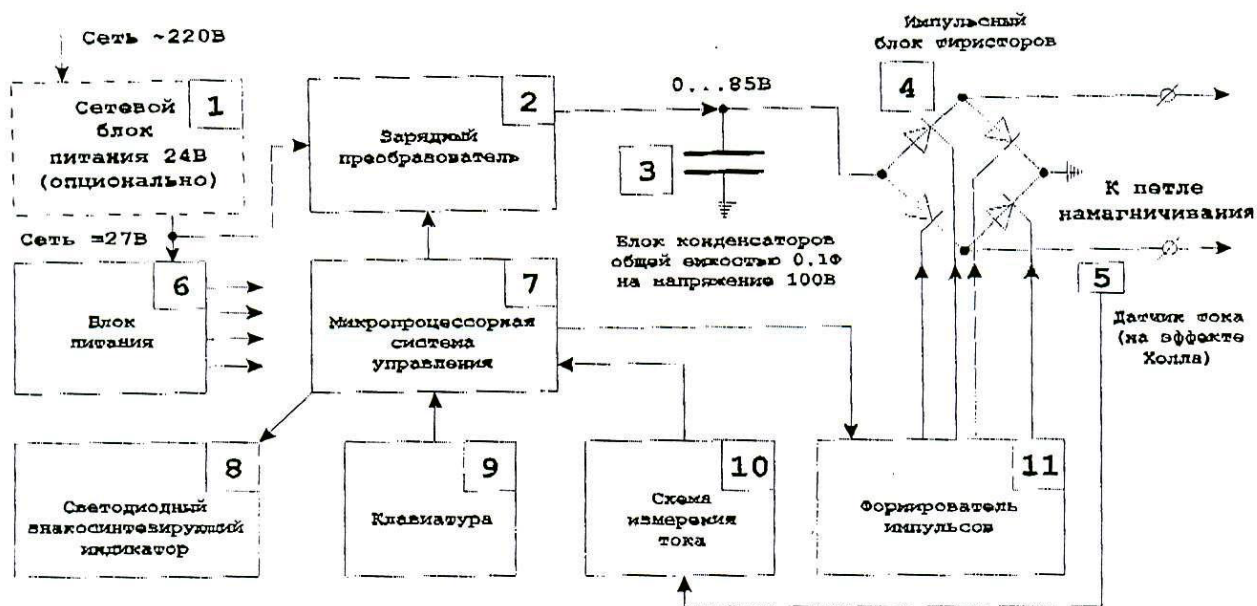 Сеть ~220В
1
Сетевой
блок
питания 24В
(опционально)
2
Зарядный
преобразователь
0...85В
3
Блок конденсаторов
общей емкостью 0.1Ф
на напряжение 100В
Импульсный
блок тиристоров
4
К петле
намагничивания
5
Датчик тока
(на эффекте
Холла)
Сеть =27В
6
Блок
питания
7
Микропроцессорная
система
управления
8
Светодиодный
знакосинтезирующий
индикатор
9
Клавиатура
10
Схема
измерения
тока
11
Формирователь
импульсов